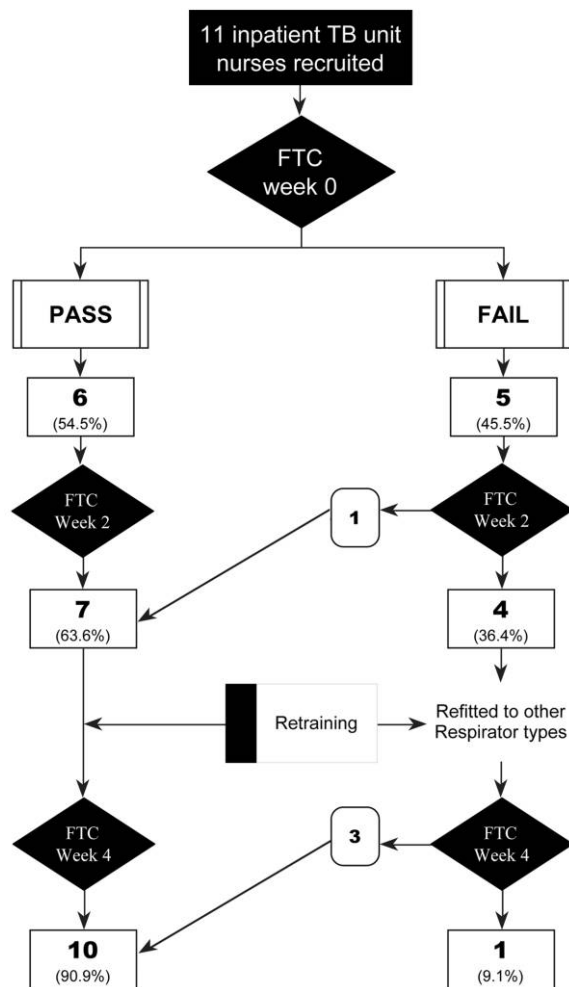 11 inpatient TB unit
nurses recruited
FTC
week 0
PASS
FAIL
6
(54.5%)
5
(45.5%)
FTC
Week 2
1
FTC
Week 2
7
(63.6%)
4
(36.4%)
Retraining
Refitted to other
Respirator types
FTC
Week 4
3
FTC
Week 4
10
(90.9%)
1
(9.1%)